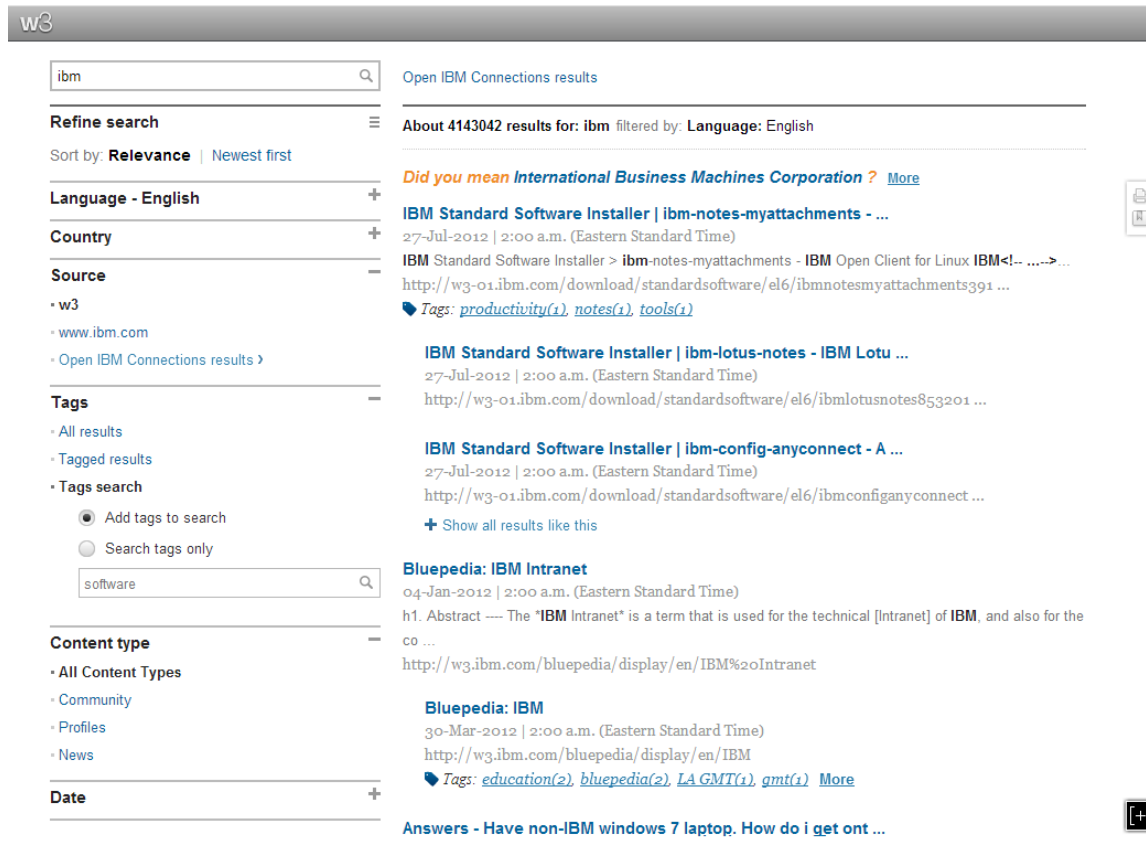 w3
ibm
Refine search
Sort by: Relevance | Newest first
Language - English
Country
Source
w3
www.ibm.com
Open IBM Connections results ›
Tags
All results
Tagged results
Tags search
Add tags to search
Search tags only
software
Content type
All Content Types
Community
Profiles
News
Date
Open IBM Connections results
About 4143042 results for: ibm filtered by: Language: English
Did you mean International Business Machines Corporation ? More
IBM Standard Software Installer | ibm-notes-myattachments - ...
27-Jul-2012 | 2:00 a.m. (Eastern Standard Time)
IBM Standard Software Installer > ibm-notes-myattachments - IBM Open Client for Linux IBM<!-- ...-->...
http://w3-01.ibm.com/download/standardsoftware/el6/ibmnotesmyattachments391 ...
Tags: productivity(1), notes(1), tools(1)
IBM Standard Software Installer | ibm-lotus-notes - IBM Lotu ...
27-Jul-2012 | 2:00 a.m. (Eastern Standard Time)
http://w3-01.ibm.com/download/standardsoftware/el6/ibmlotusnotes853201 ...
IBM Standard Software Installer | ibm-config-anyconnect - A ...
27-Jul-2012 | 2:00 a.m. (Eastern Standard Time)
http://w3-01.ibm.com/download/standardsoftware/el6/ibmconfiganyconnect ...
Show all results like this
Bluepedia: IBM Intranet
04-Jan-2012 | 2:00 a.m. (Eastern Standard Time)
h1. Abstract ---- The *IBM Intranet* is a term that is used for the technical [Intranet] of IBM, and also for the
co ...
http://w3.ibm.com/bluepedia/display/en/IBM%20Intranet
Bluepedia: IBM
30-Mar-2012 | 2:00 a.m. (Eastern Standard Time)
http://w3.ibm.com/bluepedia/display/en/IBM
Tags: education(2), bluepedia(2), LA GMT(1), gmt(1) More
Answers - Have non-IBM windows 7 laptop. How do i get ont ...
[+